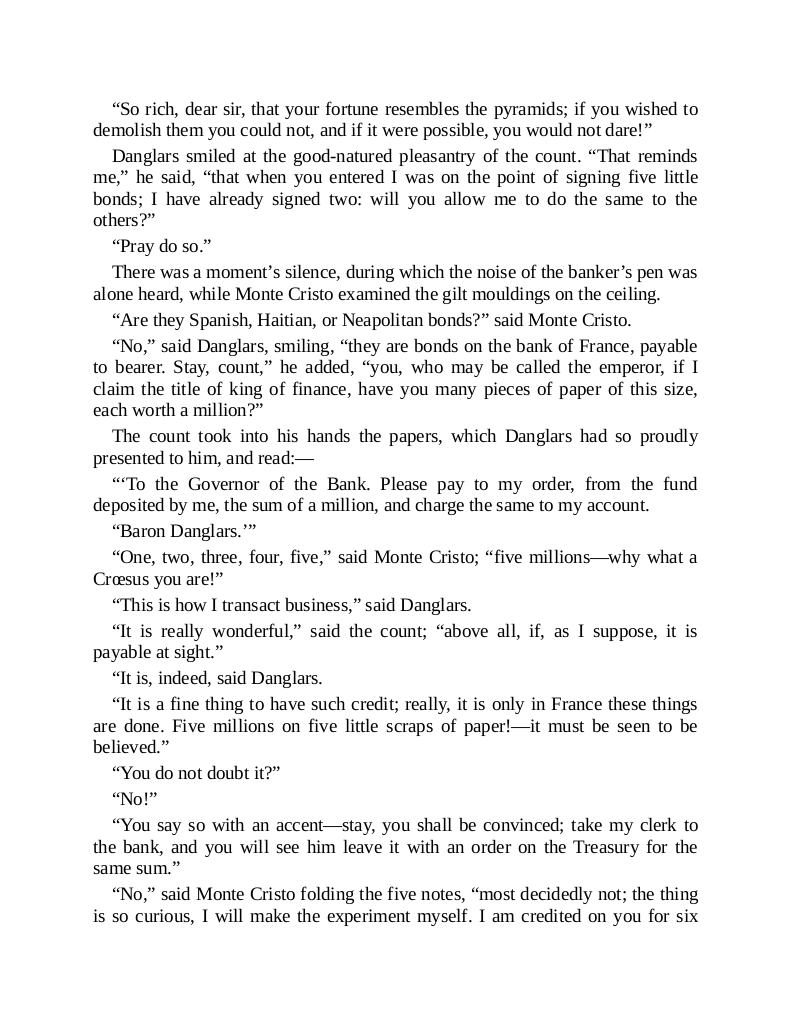 “So rich, dear sir, that your fortune resembles the pyramids; if you wished to
demolish them you could not, and if it were possible, you would not dare!”
Danglars smiled at the good-natured pleasantry of the count. “That reminds
me,” he said, “that when you entered I was on the point of signing five little
bonds; I have already signed two: will you allow me to do the same to the
others?”
“Pray do so.”
There was a moment’s silence, during which the noise of the banker’s pen was
alone heard, while Monte Cristo examined the gilt mouldings on the ceiling.
“Are they Spanish, Haitian, or Neapolitan bonds?” said Monte Cristo.
“No,” said Danglars, smiling, “they are bonds on the bank of France, payable
to bearer. Stay, count,” he added, “you, who may be called the emperor, if I
claim the title of king of finance, have you many pieces of paper of this size,
each worth a million?”
The count took into his hands the papers, which Danglars had so proudly
presented to him, and read:—
“‘To the Governor of the Bank. Please pay to my order, from the fund
deposited by me, the sum of a million, and charge the same to my account.
“Baron Danglars.’”
“One, two, three, four, five,” said Monte Cristo; “five millions—why what a
Crœsus you are!”
“This is how I transact business,” said Danglars.
“It is really wonderful,” said the count; “above all, if, as I suppose, it is
payable at sight.”
“It is, indeed, said Danglars.
“It is a fine thing to have such credit; really, it is only in France these things
are done. Five millions on five little scraps of paper!—it must be seen to be
believed.”
“You do not doubt it?”
“No!”
“You say so with an accent—stay, you shall be convinced; take my clerk to
the bank, and you will see him leave it with an order on the Treasury for the
same sum.”
“No,” said Monte Cristo folding the five notes, “most decidedly not; the thing
is so curious, I will make the experiment myself. I am credited on you for six